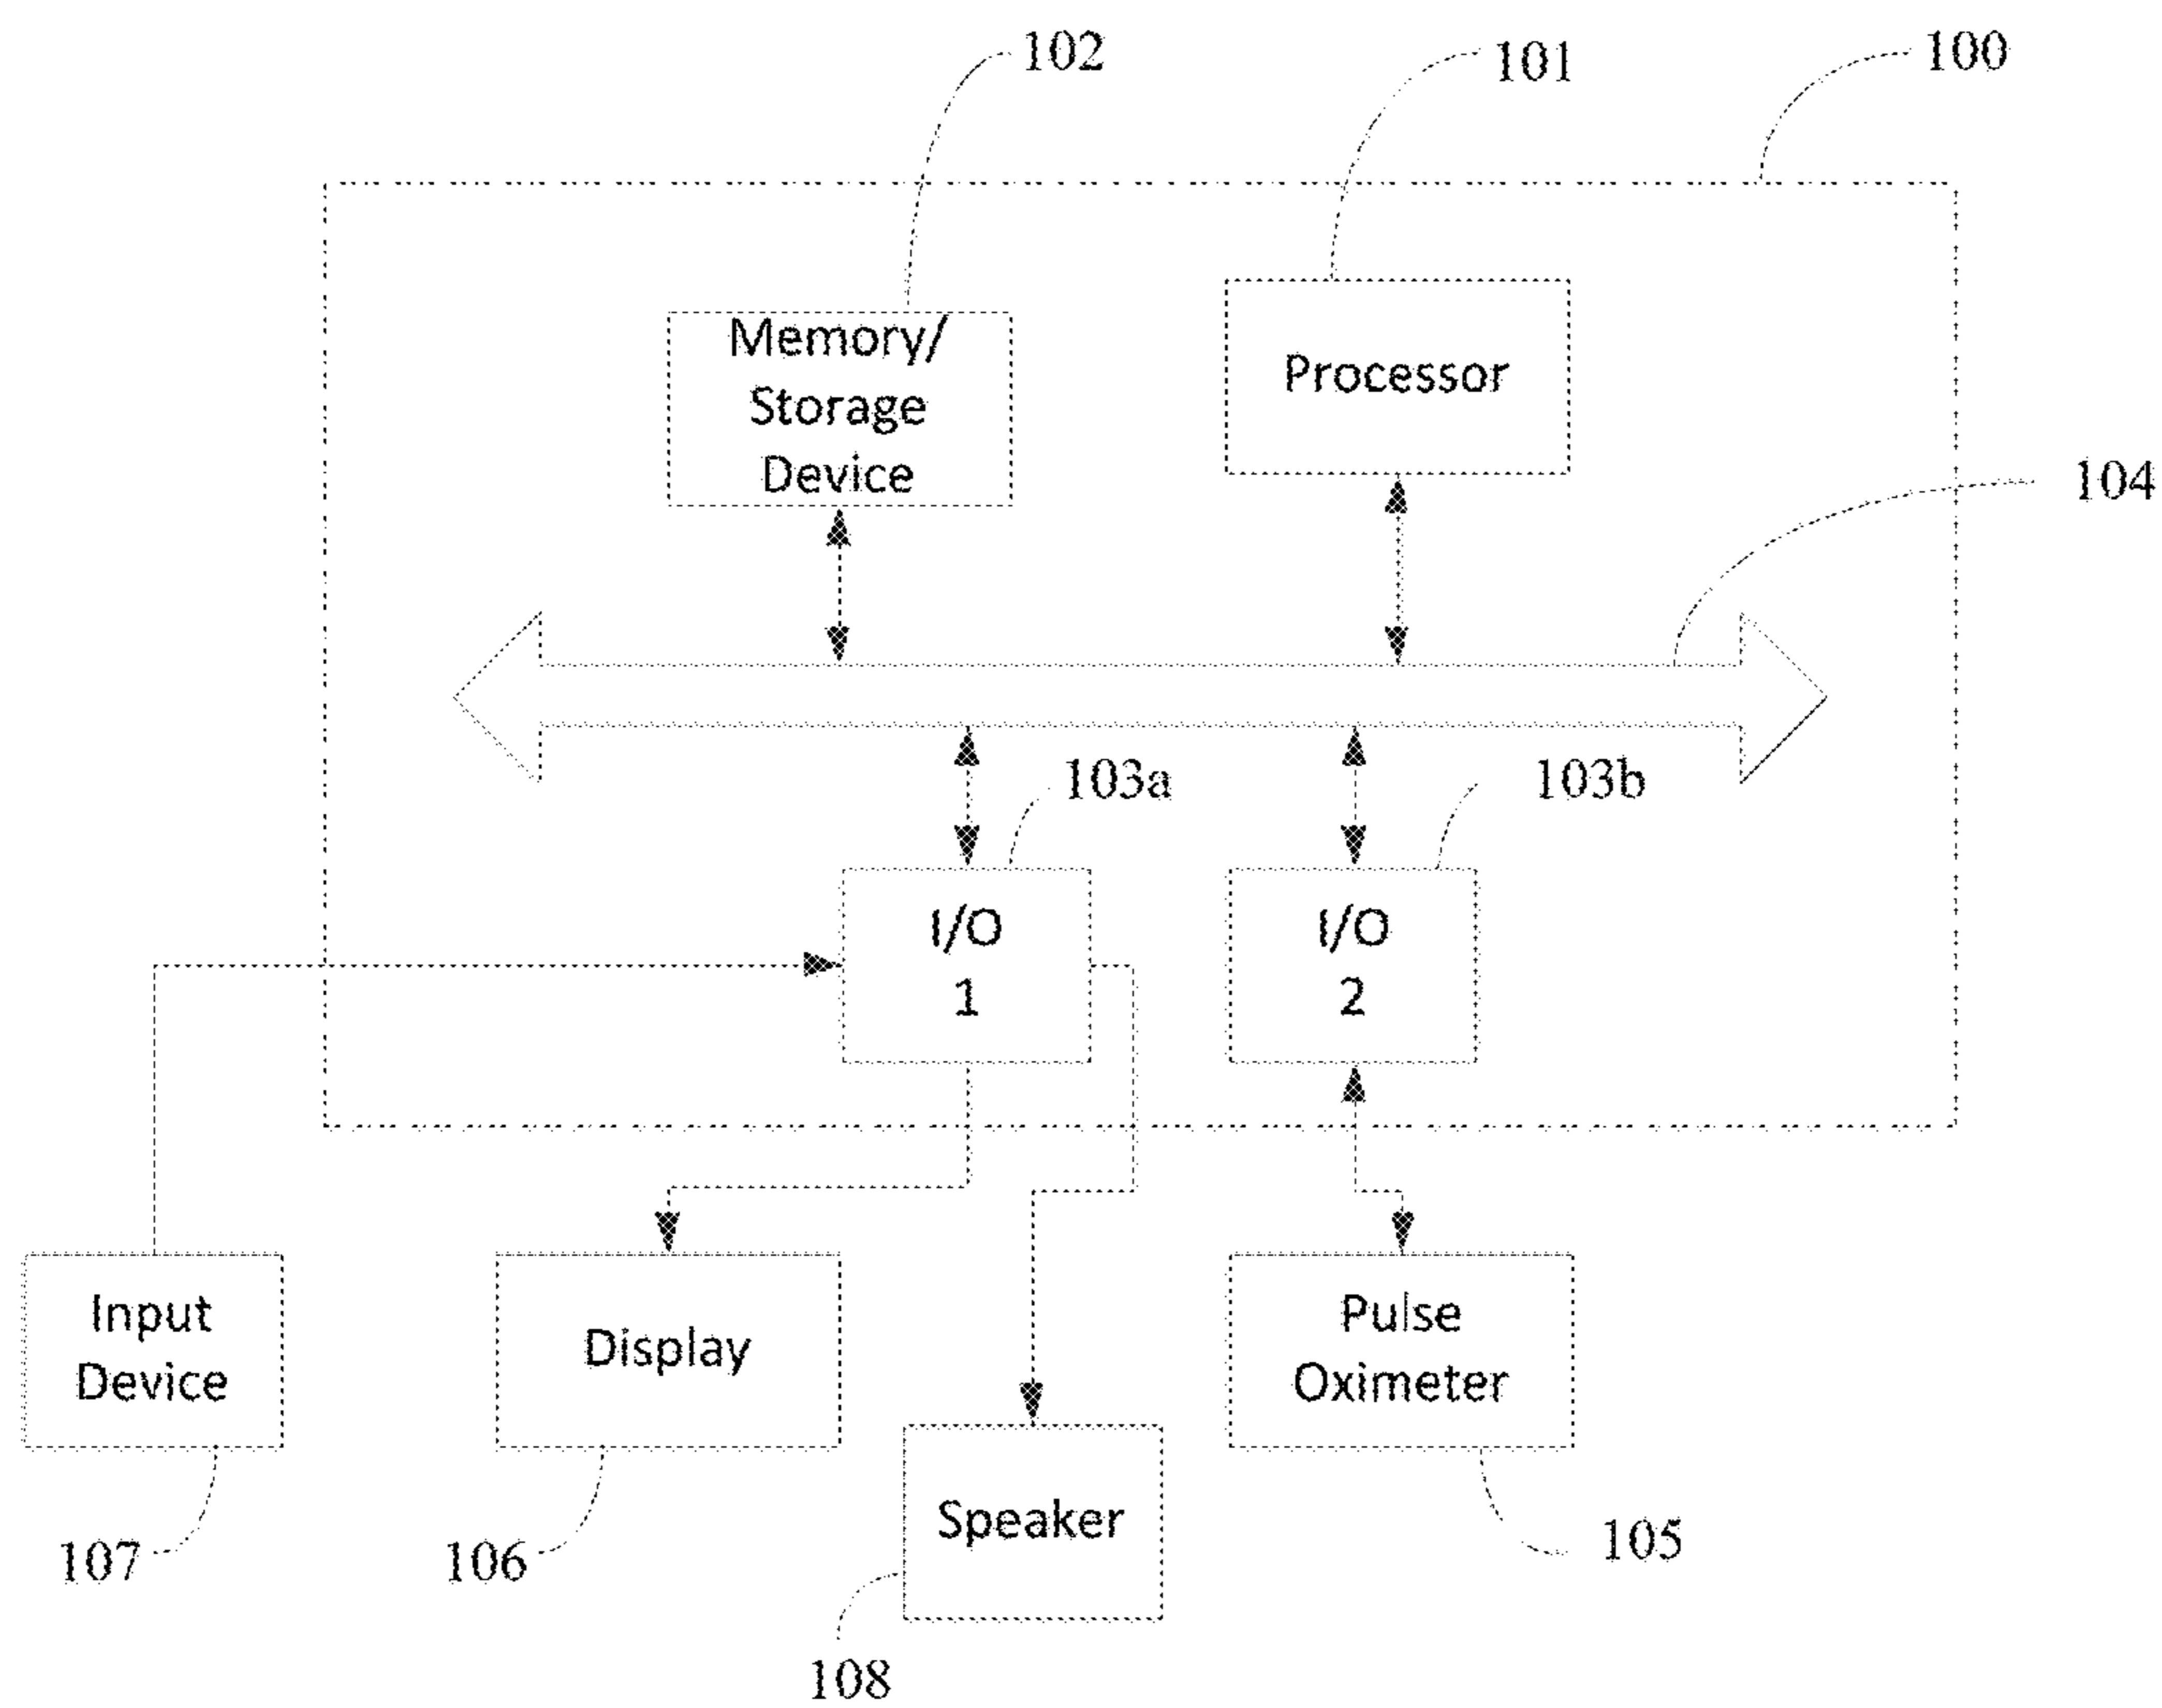 102
101
100
Memory/
Storage
Device
Processor
104
103a
103b
I/O
1
I/O
2
Input
Device
Display
Pulse
Oximeter
Speaker
107
106
105
108